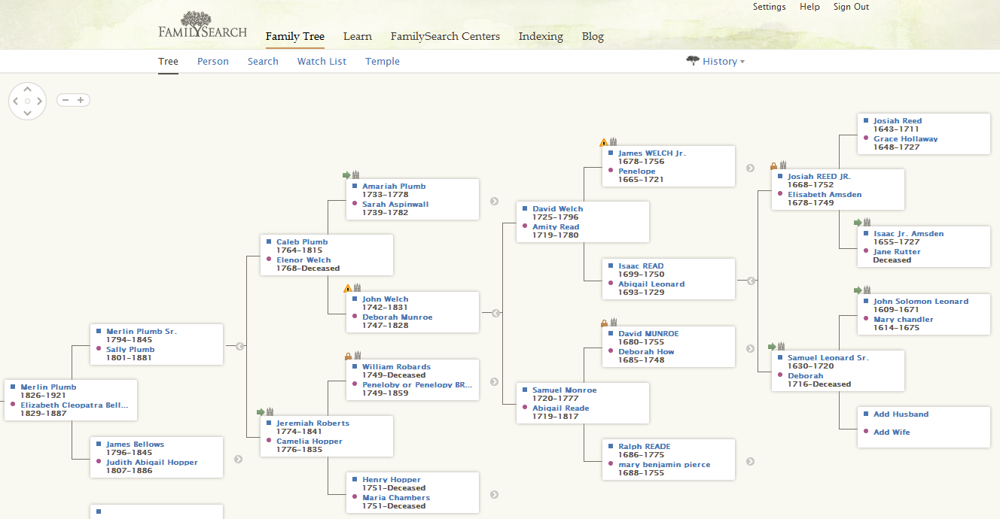 Settings Help Sign Out
FAMILYSEARCH
Family Tree Learn FamilySearch Centers Indexing Blog
Tree Person Search Watch List Temple
History
Merlin Plumb
1826-1921
Elizabeth Cleopatra Bell...
1829-1887
Merlin Plumb Sr.
1794-1845
Sally Plumb
1801-1881
James Bellows
1796-1845
Judith Abigail Hopper
1807-1886
Caleb Plumb
1764-1815
Elenor Welch
1768-Deceased
Jeremiah Roberts
1774-1841
Camelia Hopper
1776-1835
Amariah Plumb
1733-1778
Sarah Aspinwall
1739-1782
John Welch
1742-1831
Deborah Munroe
1747-1828
William Robards
1749-Deceased
Peneloby or Penelopy BR...
1749-1859
Henry Hopper
1751-Deceased
Maria Chambers
1751-Deceased
David Welch
1725-1796
Amity Read
1719-1780
Samuel Monroe
1720-1777
Abigail Reade
1719-1817
James WELCH Jr.
1678-1756
Penelope
1665-1721
Isaac READ
1699-1750
Abigail Leonard
1693-1729
David MUNROE
1680-1755
Deborah How
1685-1748
Ralph READE
1686-1775
mary benjamin pierce
1688-1755
Josiah REED JR.
1668-1752
Elisabeth Amsden
1678-1749
Samuel Leonard Sr.
1630-1720
Deborah
1716-Deceased
Josiah Reed
1643-1711
Grace Hollaway
1648-1727
Isaac Jr. Amsden
1655-1727
Jane Rutter
Deceased
John Solomon Leonard
1609-1671
Mary chandler
1614-1675
Add Husband
Add Wife